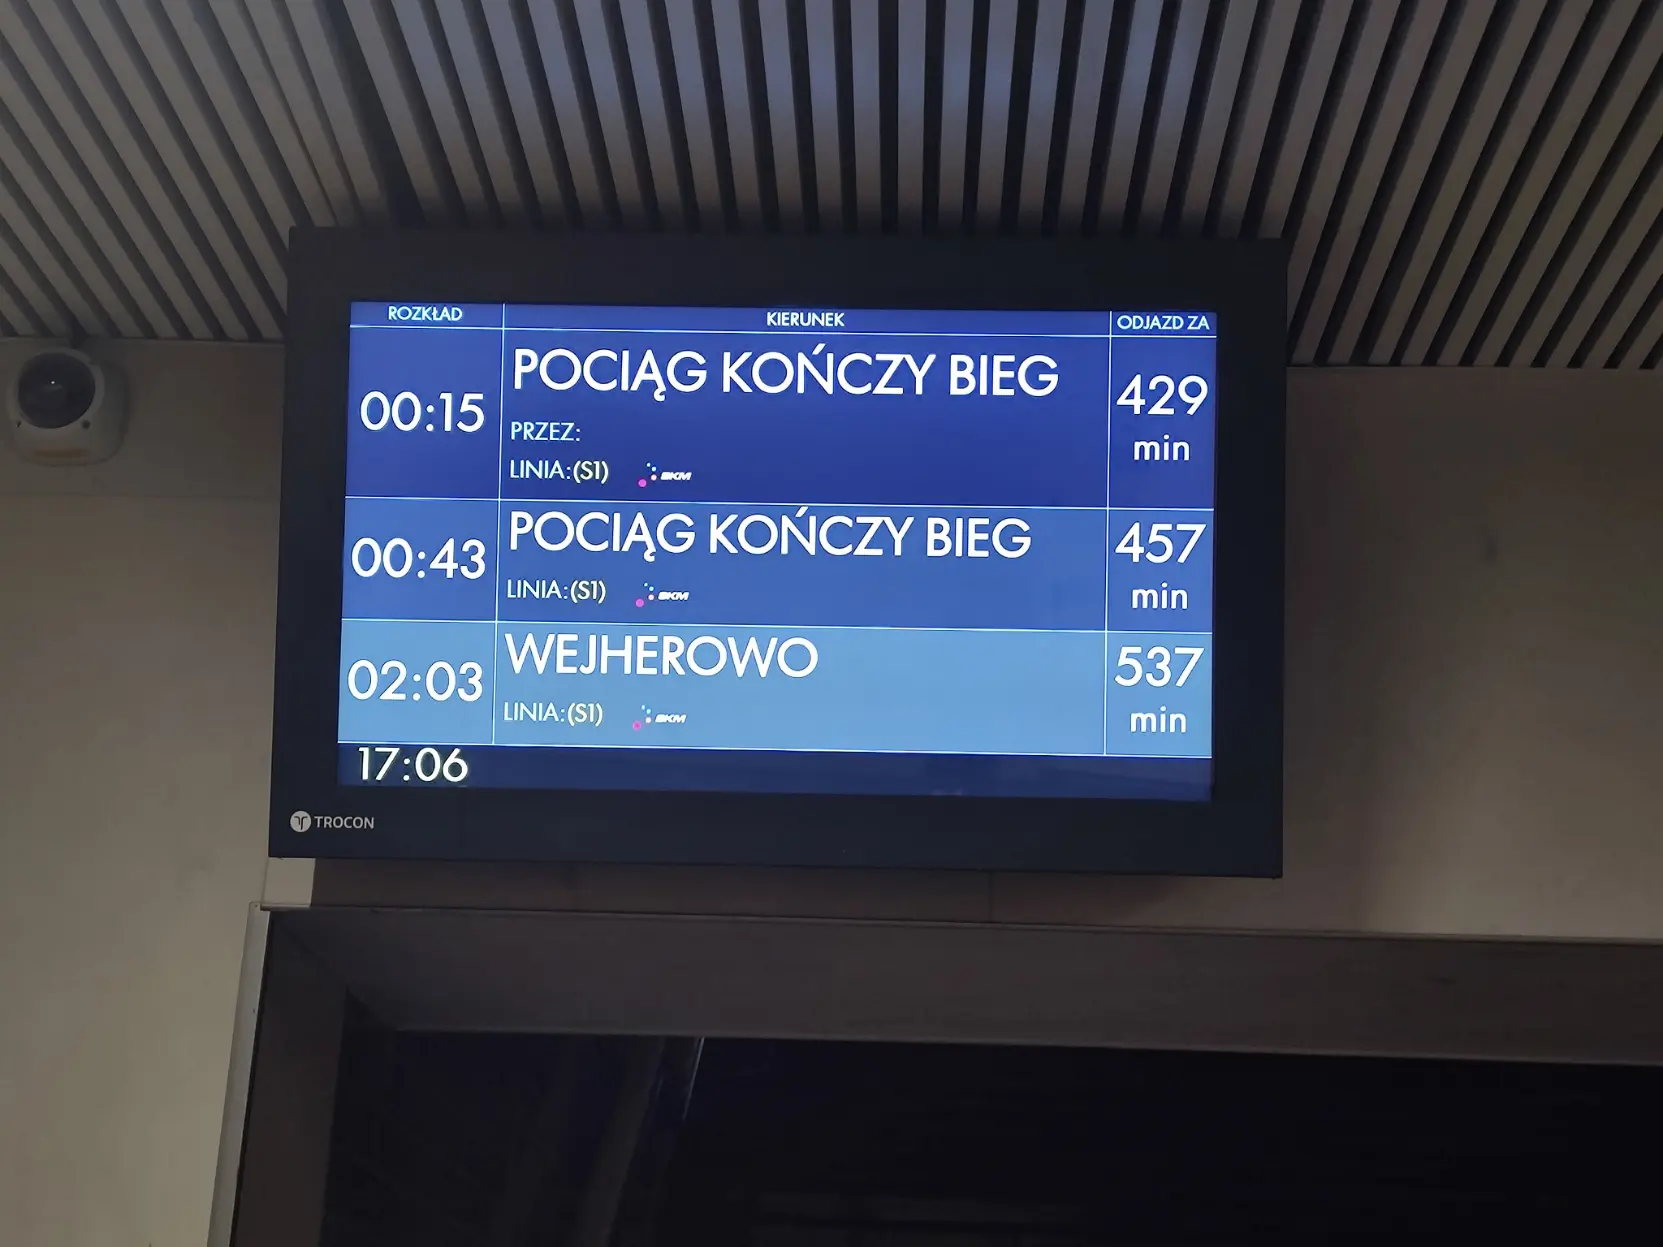 ROZKŁAD KIERUNEK ODJAZD ZA
00:15 POCIĄG KOŃCZY BIEG 429 min
PRZEZ:
LINIA:(S1) SKM
00:43 POCIĄG KOŃCZY BIEG 457 min
LINIA:(S1) SKM
02:03 WEJHEROWO 537 min
LINIA:(S1) SKM
17:06
TROCON